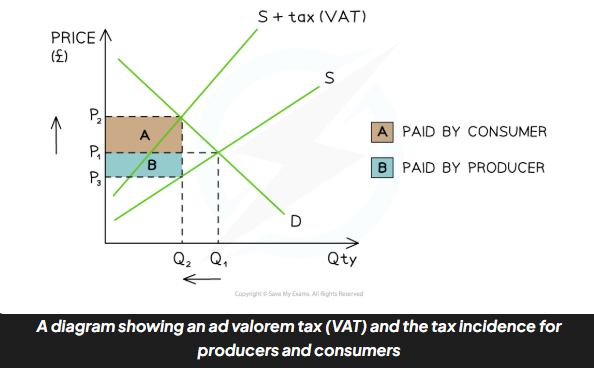 S + tax (VAT)
PRICE
(£)
S
P₂
A
A PAID BY CONSUMER
P₁
B
B PAID BY PRODUCER
P₃
D
Q₂ Q₁ Qty
Copyright © Save My Exams. All Rights Reserved
A diagram showing an ad valorem tax (VAT) and the tax incidence for
producers and consumers